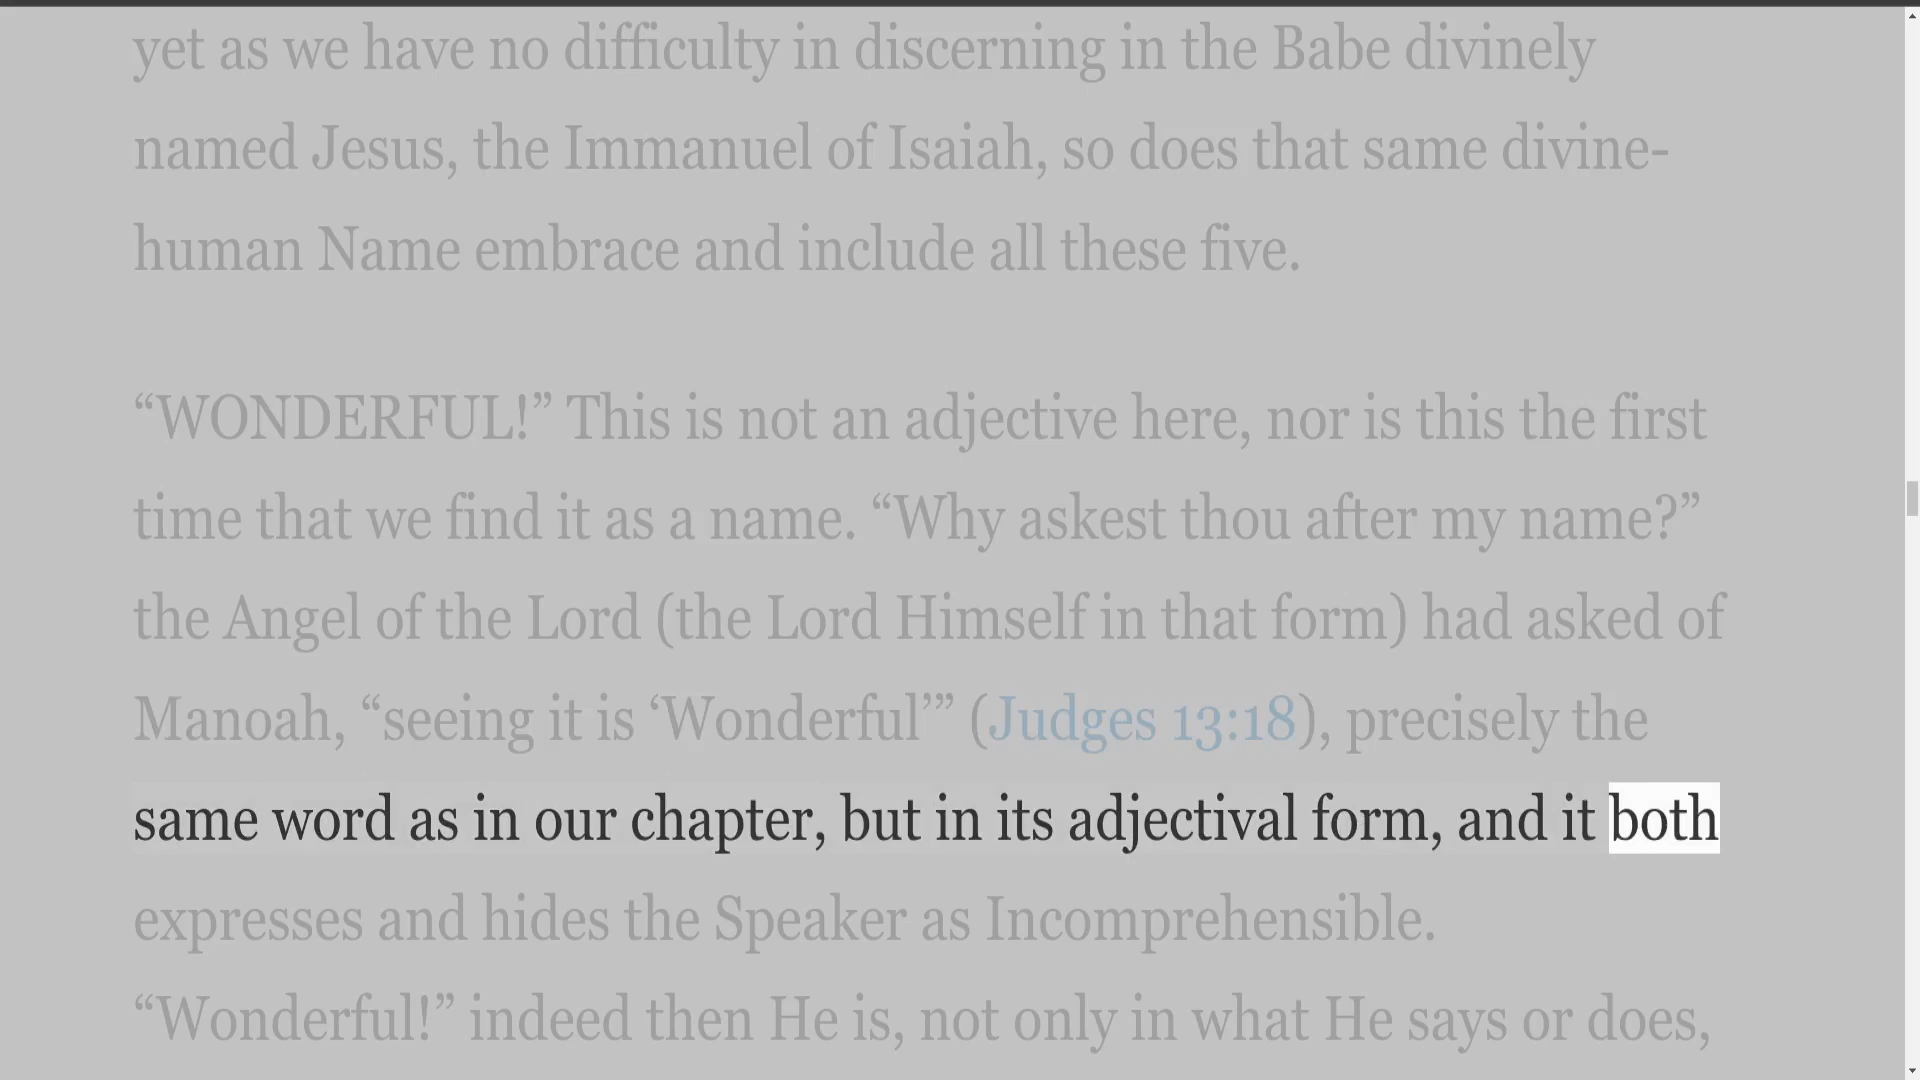 yet as we have no difficulty in discerning in the Babe divinely
named Jesus, the Immanuel of Isaiah, so does that same divine-
human Name embrace and include all these five.
“WONDERFUL!” This is not an adjective here, nor is this the first
time that we find it as a name. “Why askest thou after my name?”
the Angel of the Lord (the Lord Himself in that form) had asked of
Manoah, “seeing it is ‘Wonderful’” (Judges 13:18), precisely the
same word as in our chapter, but in its adjectival form, and it both
expresses and hides the Speaker as Incomprehensible.
“Wonderful!” indeed then He is, not only in what He says or does,